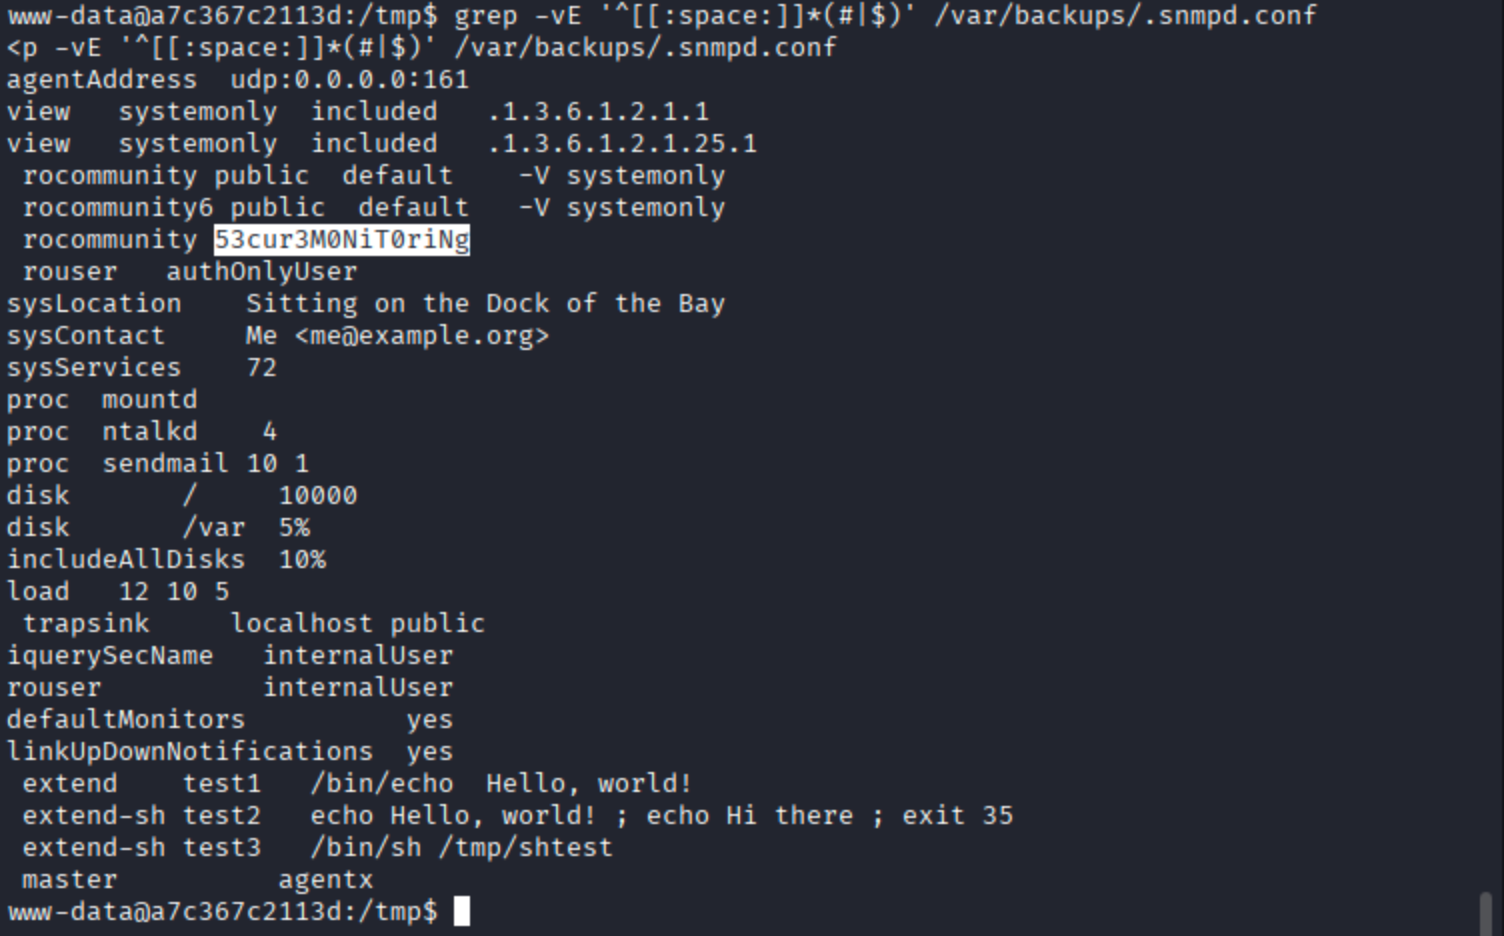 www-data@a7c367c2113d:/tmp$ grep -vE '^[[:space:]]*(#|$)' /var/backups/.snmpd.conf
<p -vE '^[[:space:]]*(#|$)' /var/backups/.snmpd.conf
agentAddress  udp:0.0.0.0:161
view   systemonly  included   .1.3.6.1.2.1.1
view   systemonly  included   .1.3.6.1.2.1.25.1
 rocommunity public  default    -V systemonly
 rocommunity6 public  default   -V systemonly
 rocommunity 53cur3M0NiT0riNg
 rouser   authOnlyUser
sysLocation    Sitting on the Dock of the Bay
sysContact     Me <me@example.org>
sysServices    72
proc  mountd
proc  ntalkd    4
proc  sendmail 10 1
disk       /     10000
disk       /var  5%
includeAllDisks  10%
load   12 10 5
 trapsink     localhost public
iquerySecName   internalUser
rouser          internalUser
defaultMonitors          yes
linkUpDownNotifications  yes
 extend    test1   /bin/echo  Hello, world!
 extend-sh test2   echo Hello, world! ; echo Hi there ; exit 35
 extend-sh test3   /bin/sh /tmp/shtest
 master          agentx
www-data@a7c367c2113d:/tmp$